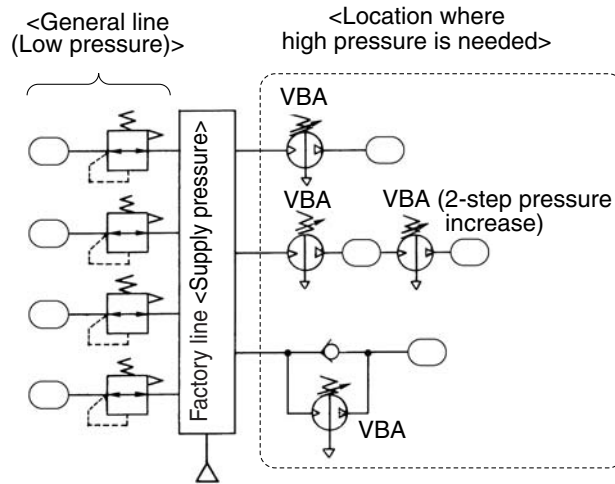 <General line
(Low pressure)>
<Location where
high pressure is needed>
VBA
VBA
VBA (2-step pressure
increase)
Factory line <Supply pressure>
VBA